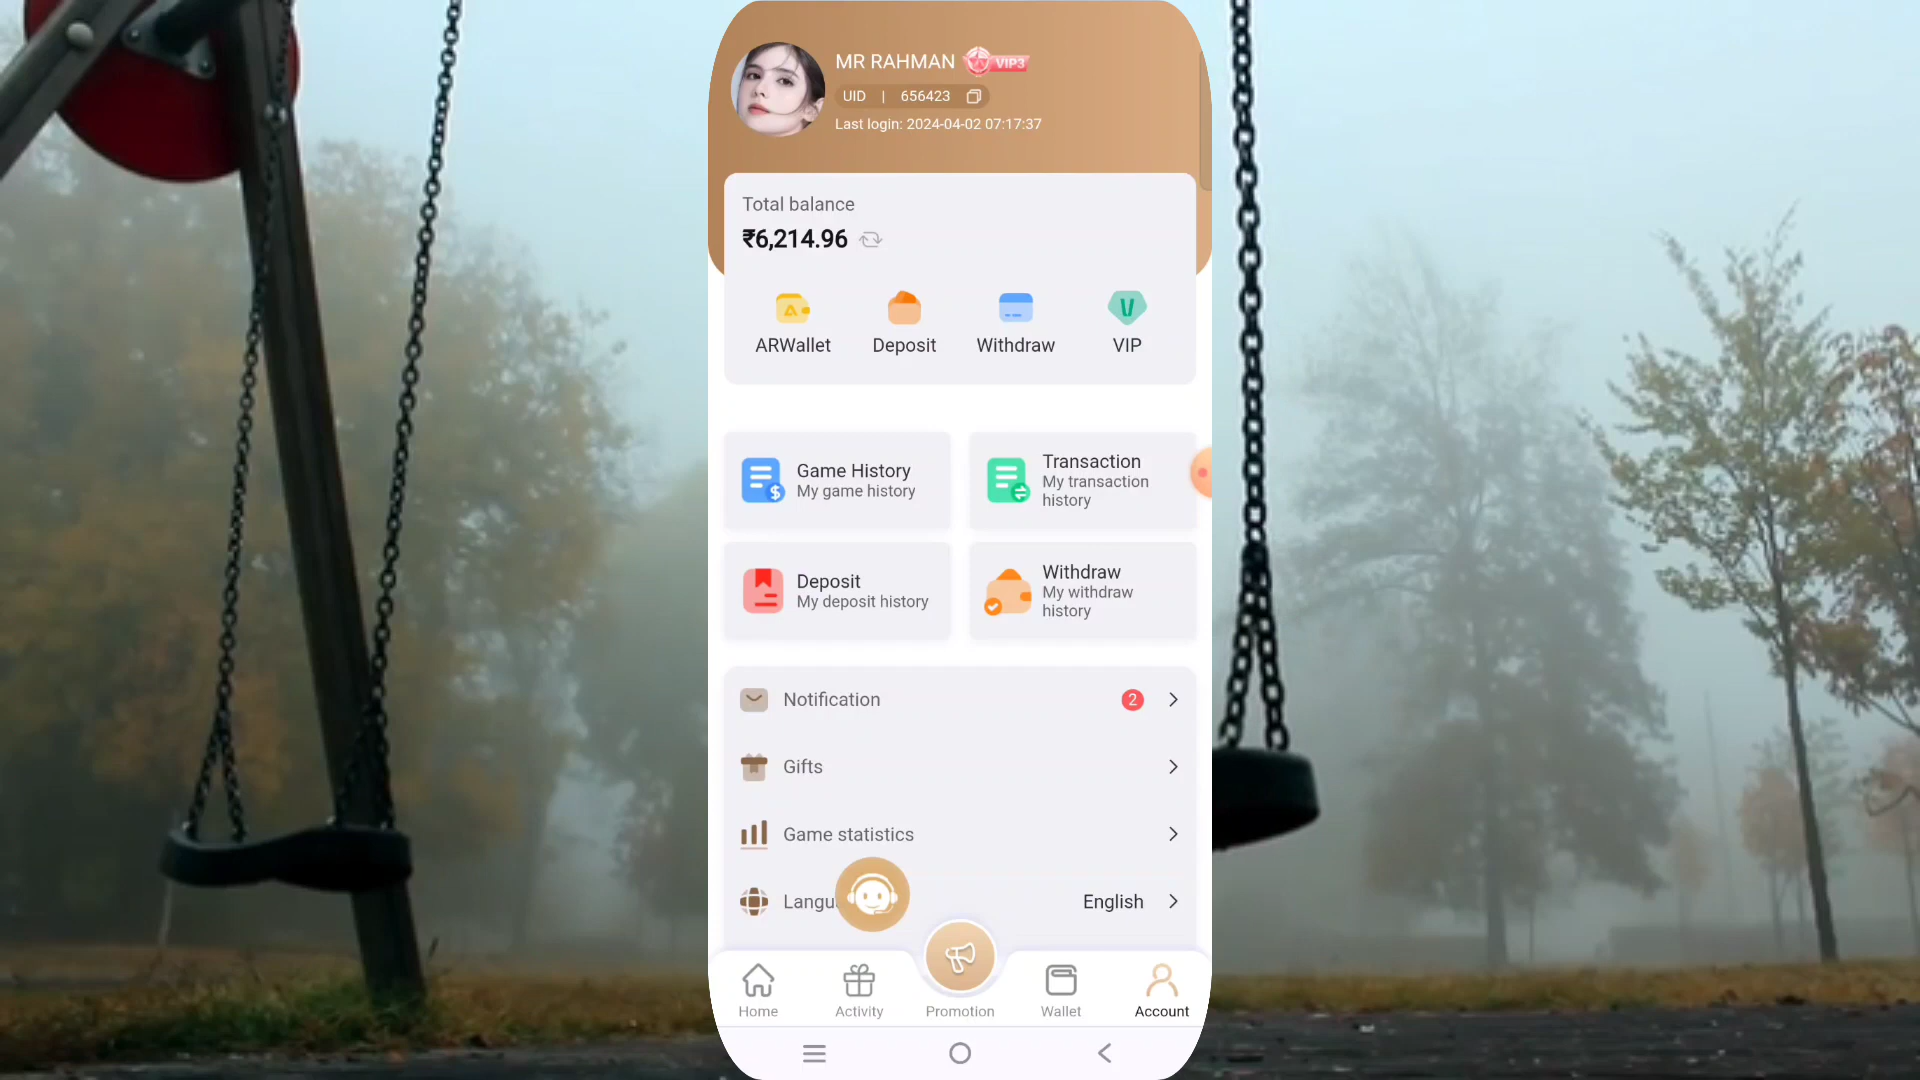 MR RAHMAN VIP3
UID | 656423
Last login: 2024-04-02 07:17:37
Total balance
₹6,214.96
ARWallet Deposit Withdraw VIP
Game History
My game history
Transaction
My transaction
history
Deposit
My deposit history
Withdraw
My withdraw
history
Notification 2
Gifts
Game statistics
Langu English
Home Activity Promotion Wallet Account